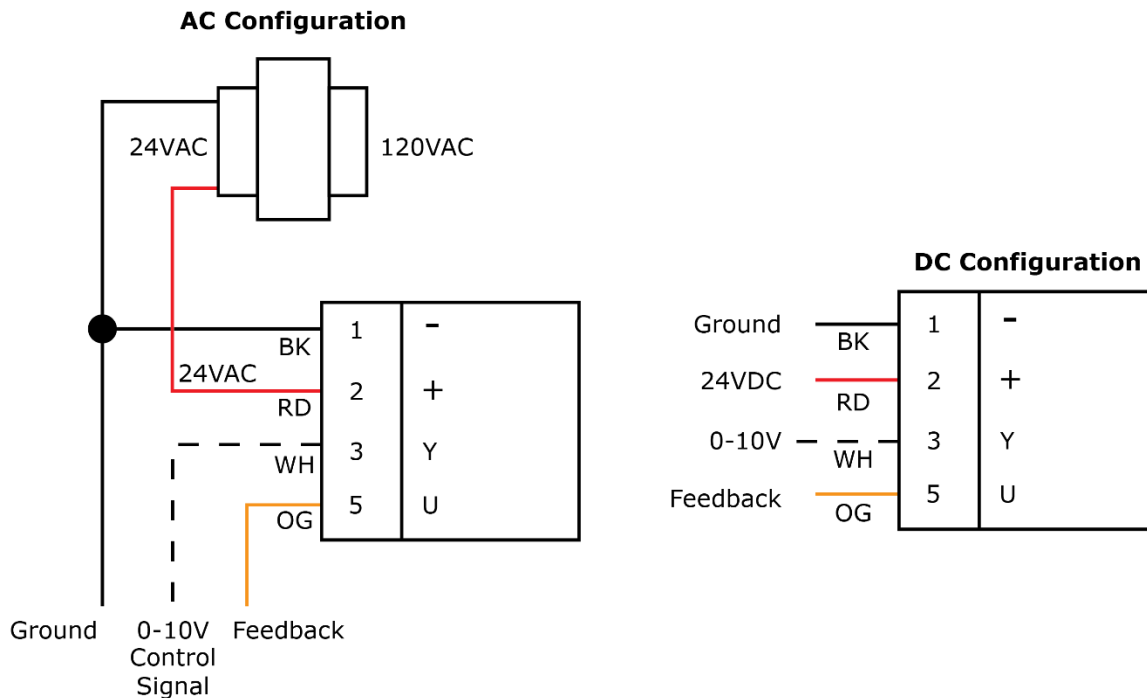 AC Configuration
24VAC
120VAC
1
-
BK
24VAC
2
+
RD
3
Y
WH
5
U
OG
Ground
0-10V
Control
Signal
Feedback
DC Configuration
Ground
1
-
BK
24VDC
2
+
RD
0-10V
3
Y
WH
Feedback
5
U
OG